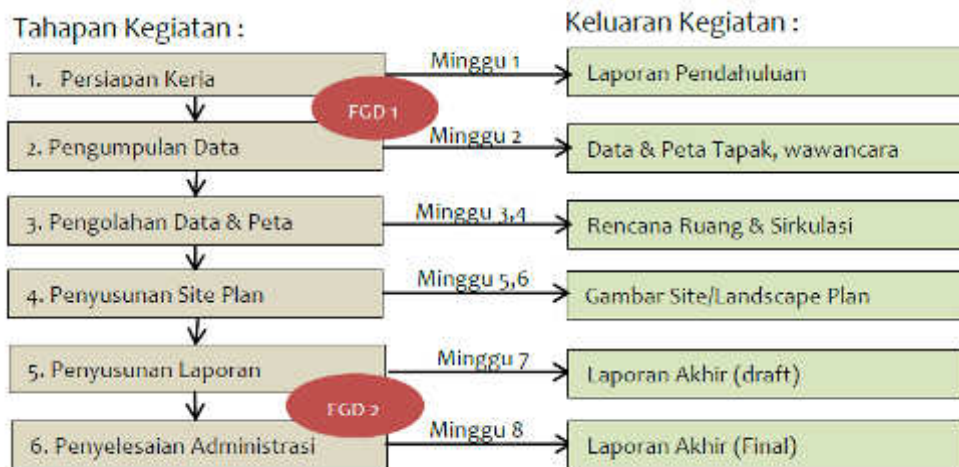 Tahapan Kegiatan :
Keluaran Kegiatan :
1. Persiapan Kerja
Minggu 1
Laporan Pendahuluan
FGD 1
2. Pengumpulan Data
Minggu 2
Data & Peta Tapak, wawancara
3. Pengolahan Data & Peta
Minggu 3,4
Rencana Ruang & Sirkulasi
4. Penyusunan Site Plan
Minggu 5,6
Gambar Site/Landscape Plan
5. Penyusunan Laporan
Minggu 7
Laporan Akhir (draft)
FGD 2
6. Penyelesaian Administrasi
Minggu 8
Laporan Akhir (Final)